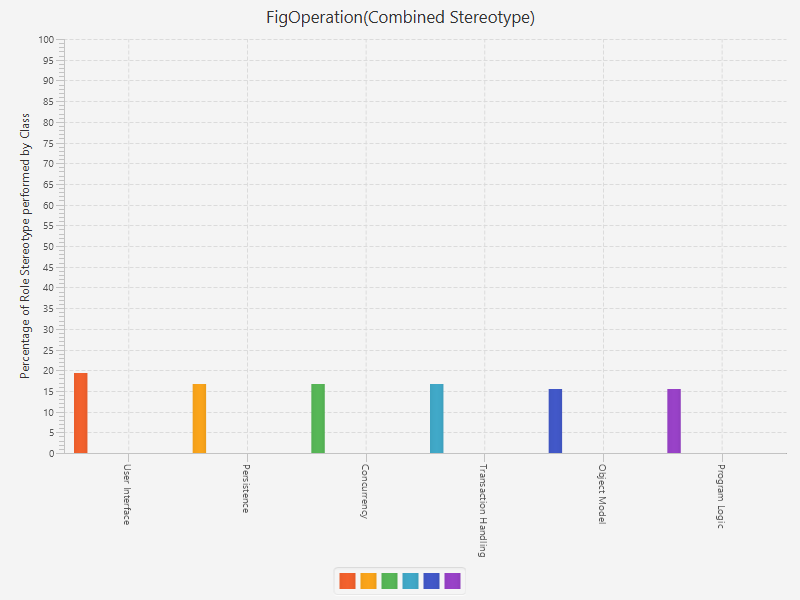 FigOperation(Combined Stereotype)
Percentage of Role Stereotype performed by Class
100
95
90
85
80
75
70
65
60
55
50
45
40
35
30
25
20
15
10
5
0
User Interface
Persistence
Concurrency
Transaction Handling
Object Model
Program Logic